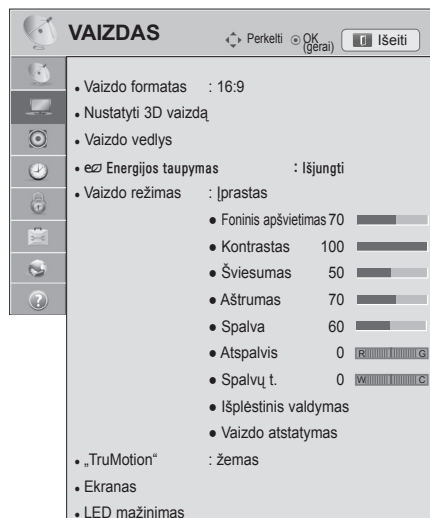 VAIZDAS Perkelti OK (gerai) Išeiti
• Vaizdo formatas : 16:9
• Nustatyti 3D vaizdą
• Vaizdo vedlys
• Energijos taupymas : Išjungti
• Vaizdo režimas : Įprastas
● Foninis apšvietimas 70
● Kontrastas 100
● Šviesumas 50
● Aštrumas 70
● Spalva 60
● Atspalvis 0 R G
● Spalvų t. 0 W C
● Išplėstinis valdymas
● Vaizdo atstatymas
• „TruMotion“ : žemas
• Ekranas
• LED mažinimas